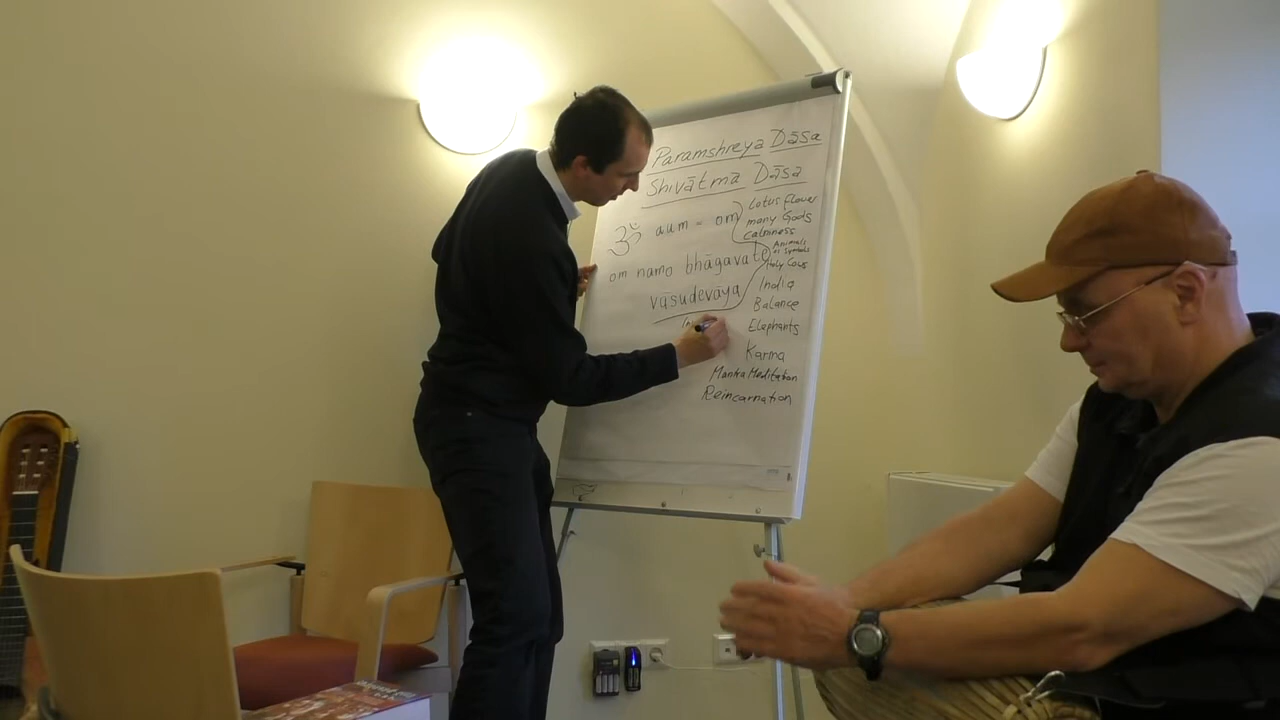 Paramshreya Dāsa
Shivātmā Dāsa
ॐ aum = om
om namo bhāgavate
vāsudevāya
Lotus flower
many Gods
Calmness
Animals
as Symbols
Holy Cows
India
Balance
Elephants
Karma
Mantra Meditation
Reincarnation